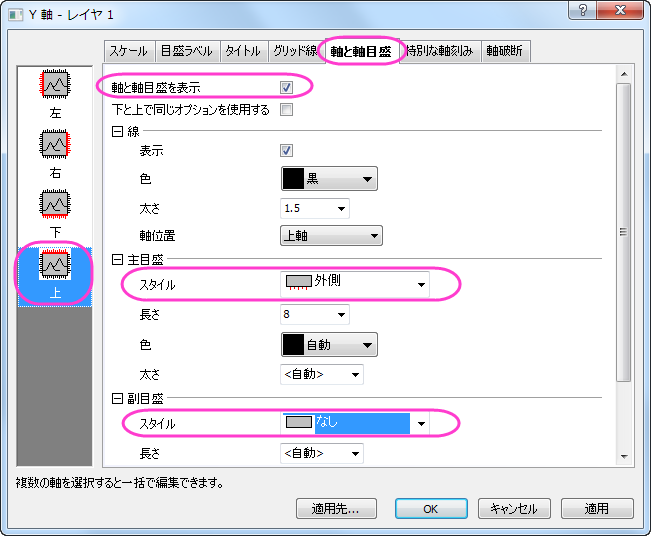 Y 軸 - レイヤ 1
スケール 目盛ラベル タイトル グリッド線 軸と軸目盛 特別な軸刻み 軸破断
左
右
下
上
軸と軸目盛を表示
下と上で同じオプションを使用する
線
表示
色 黒
太さ 1.5
軸位置 上軸
主目盛
スタイル 外側
長さ 8
色 自動
太さ <自動>
副目盛
スタイル なし
長さ <自動>
複数の軸を選択すると一括で編集できます。
適用先... OK キャンセル 適用